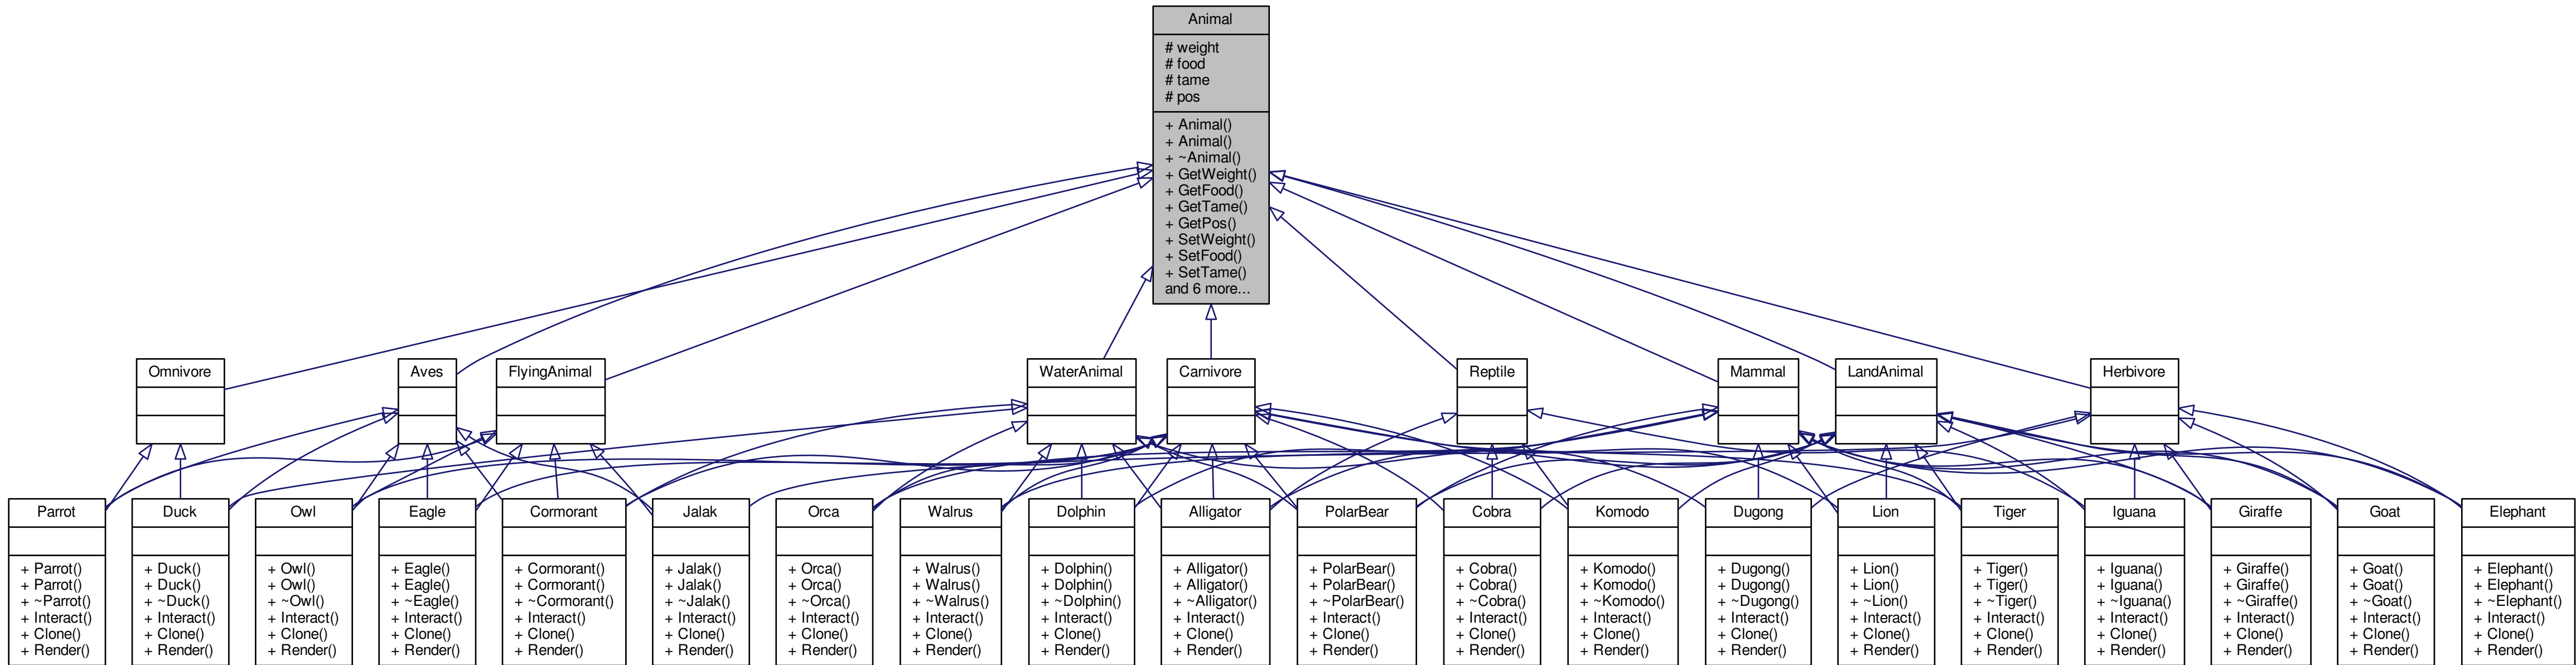 Animal
# weight
# food
# tame
# pos
+ Animal()
+ Animal()
+ ~Animal()
+ GetWeight()
+ GetFood()
+ GetTame()
+ GetPos()
+ SetWeight()
+ SetFood()
+ SetTame()
and 6 more...
Omnivore
Aves
FlyingAnimal
WaterAnimal
Carnivore
Reptile
Mammal
LandAnimal
Herbivore
Parrot
+ Parrot()
+ Parrot()
+ ~Parrot()
+ Interact()
+ Clone()
+ Render()
Duck
+ Duck()
+ Duck()
+ ~Duck()
+ Interact()
+ Clone()
+ Render()
Owl
+ Owl()
+ Owl()
+ ~Owl()
+ Interact()
+ Clone()
+ Render()
Eagle
+ Eagle()
+ Eagle()
+ ~Eagle()
+ Interact()
+ Clone()
+ Render()
Cormorant
+ Cormorant()
+ Cormorant()
+ ~Cormorant()
+ Interact()
+ Clone()
+ Render()
Jalak
+ Jalak()
+ Jalak()
+ ~Jalak()
+ Interact()
+ Clone()
+ Render()
Orca
+ Orca()
+ Orca()
+ ~Orca()
+ Interact()
+ Clone()
+ Render()
Walrus
+ Walrus()
+ Walrus()
+ ~Walrus()
+ Interact()
+ Clone()
+ Render()
Dolphin
+ Dolphin()
+ Dolphin()
+ ~Dolphin()
+ Interact()
+ Clone()
+ Render()
Alligator
+ Alligator()
+ Alligator()
+ ~Alligator()
+ Interact()
+ Clone()
+ Render()
PolarBear
+ PolarBear()
+ PolarBear()
+ ~PolarBear()
+ Interact()
+ Clone()
+ Render()
Cobra
+ Cobra()
+ Cobra()
+ ~Cobra()
+ Interact()
+ Clone()
+ Render()
Komodo
+ Komodo()
+ Komodo()
+ ~Komodo()
+ Interact()
+ Clone()
+ Render()
Dugong
+ Dugong()
+ Dugong()
+ ~Dugong()
+ Interact()
+ Clone()
+ Render()
Lion
+ Lion()
+ Lion()
+ ~Lion()
+ Interact()
+ Clone()
+ Render()
Tiger
+ Tiger()
+ Tiger()
+ ~Tiger()
+ Interact()
+ Clone()
+ Render()
Iguana
+ Iguana()
+ Iguana()
+ ~Iguana()
+ Interact()
+ Clone()
+ Render()
Giraffe
+ Giraffe()
+ Giraffe()
+ ~Giraffe()
+ Interact()
+ Clone()
+ Render()
Goat
+ Goat()
+ Goat()
+ ~Goat()
+ Interact()
+ Clone()
+ Render()
Elephant
+ Elephant()
+ Elephant()
+ ~Elephant()
+ Interact()
+ Clone()
+ Render()